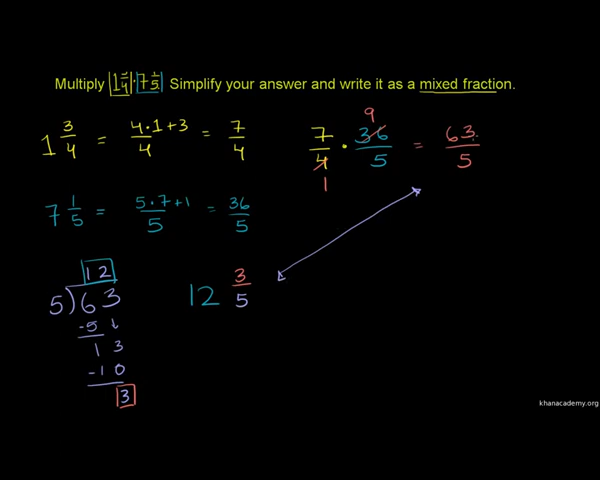 Multiply 1 3/4 · 7 1/5 Simplify your answer and write it as a mixed fraction.
1 3/4 = 4·1+3/4 = 7/4
7/4 · 36/5 = 63/5
9
1
7 1/5 = 5·7+1/5 = 36/5
12
5)63
-5
13
-10
3
12 3/5
khanacademy.org